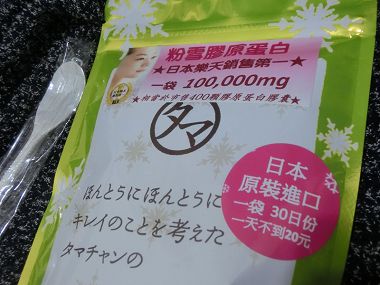 粉雪膠原蛋白
★日本樂天銷售第一★
一袋 100,000mg
★相當於市售400顆膠原蛋白膠囊★
タマ
日本
原裝進口
一袋 30日份
一天不到20元
ほんとうにほんとうに
キレイのことを考えた
タマチャンの